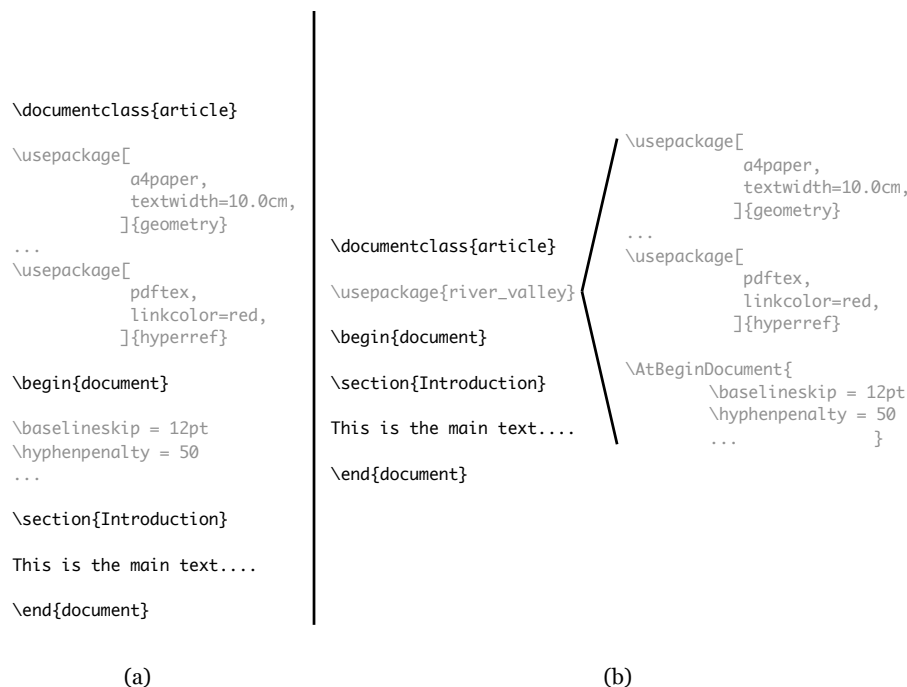 \documentclass{article}
\usepackage[
a4paper,
textwidth=10.0cm,
]{geometry}
...
\usepackage[
pdftex,
linkcolor=red,
]{hyperref}
\begin{document}
\baselineskip = 12pt
\hyphenpenalty = 50
...
\section{Introduction}
This is the main text....
\end{document}
(a)
\documentclass{article}
\usepackage{river_valley}
\begin{document}
\section{Introduction}
This is the main text....
\end{document}
\usepackage[
a4paper,
textwidth=10.0cm,
]{geometry}
...
\usepackage[
pdftex,
linkcolor=red,
]{hyperref}
\AtBeginDocument{
\baselineskip = 12pt
\hyphenpenalty = 50
... }
(b)